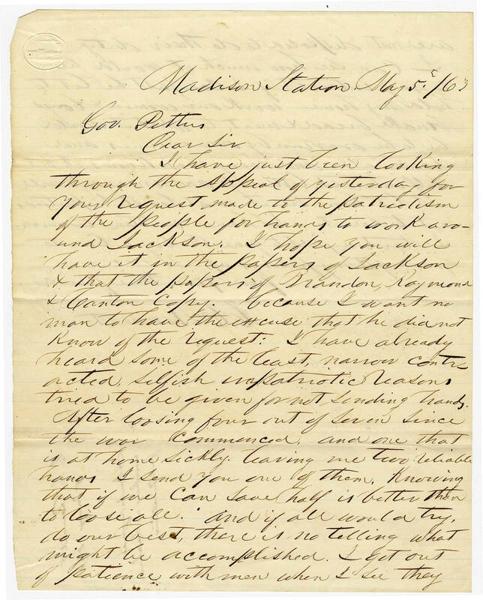 Madison Station May 5th /63
Gov. Pettus
Dear Sir
I have just been looking
through the Appeal of yesterday for
your request made to the patriotism
of the people for hands to work aro-
und Jackson. I hope you will
have it in the papers of Jackson
& that the papers of Brandon, Raymond
& Canton Copy. because I want no
man to have the excuse that he did not
know of the request. I have already
heard some of the least, narrow contr-
acted, selfish unpatriotic reasons
tried to be given for not sending hands.
After loosing four out of seven since
the war commenced, and one that
is at home sickly. leaving me two reliable
hands I send you one of them, Knowing
that if we can save half is better than
to loose all. and if all would try,
do our best, there is no telling what
might be accomplished. I get out
of patience with men when I see they